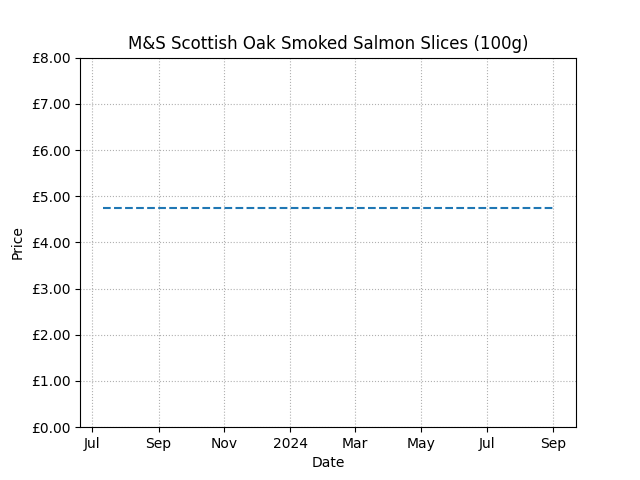 M&S Scottish Oak Smoked Salmon Slices (100g)
£8.00
£7.00
£6.00
£5.00
£4.00
£3.00
£2.00
£1.00
£0.00
Price
Jul Sep Nov 2024 Mar May Jul Sep
Date